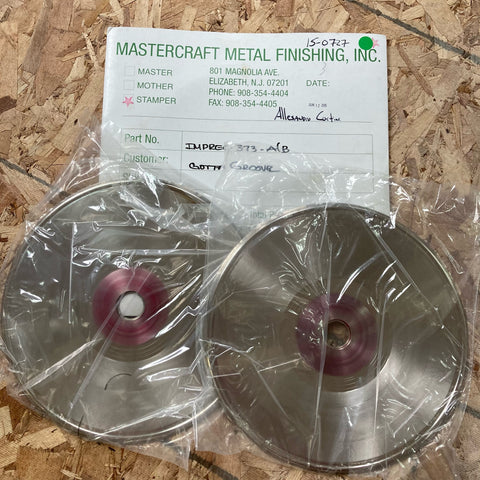 15-0727
MASTERCRAFT METAL FINISHING, INC.
MASTER
801 MAGNOLIA AVE.
MOTHER
ELIZABETH, N.J. 07201
DATE:
STAMPER
PHONE: 908-354-4404
FAX: 908-354-4405
Part No.
IMPREC 373-A/B
Customer:
GOTTA GROOVE